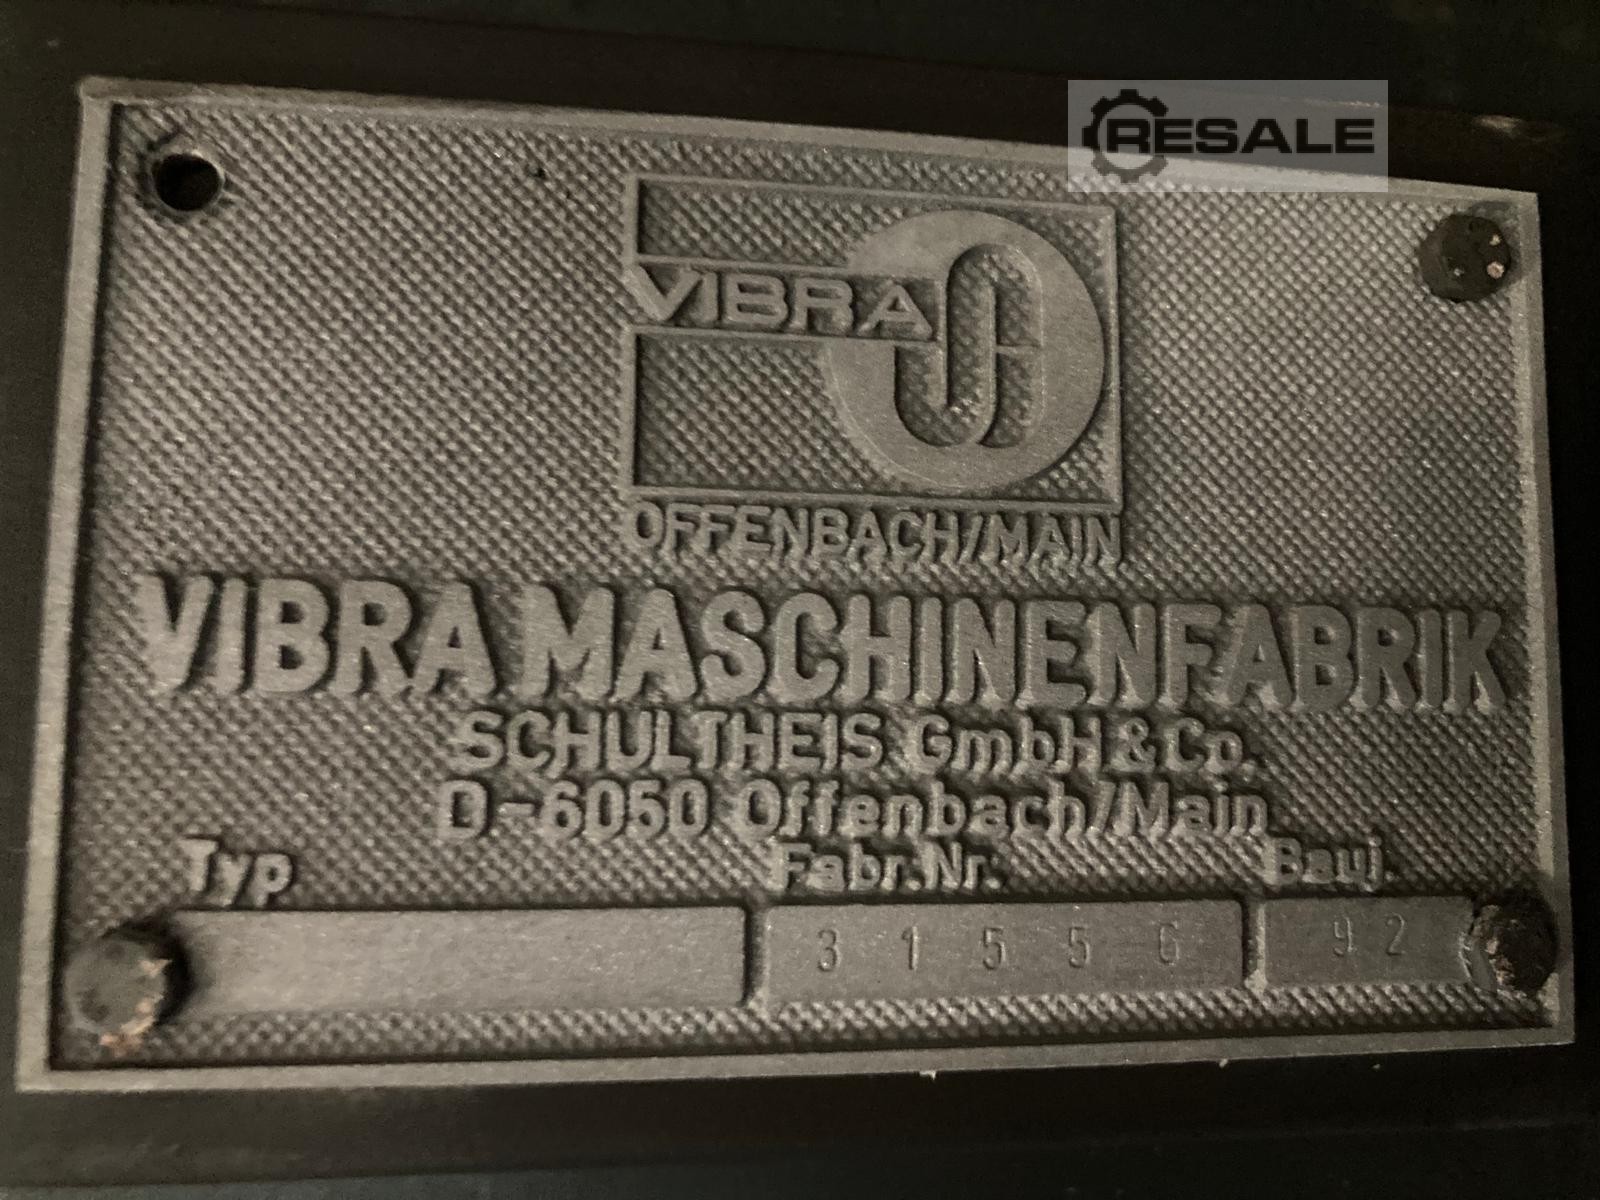 RESALE
VIBRA
OFFENBACH/MAIN
VIBRA MASCHINENFABRIK
SCHULTHEIS GmbH & Co.
D-6050 Offenbach/Main
Typ Fabr.Nr. Bauj.
31556 92